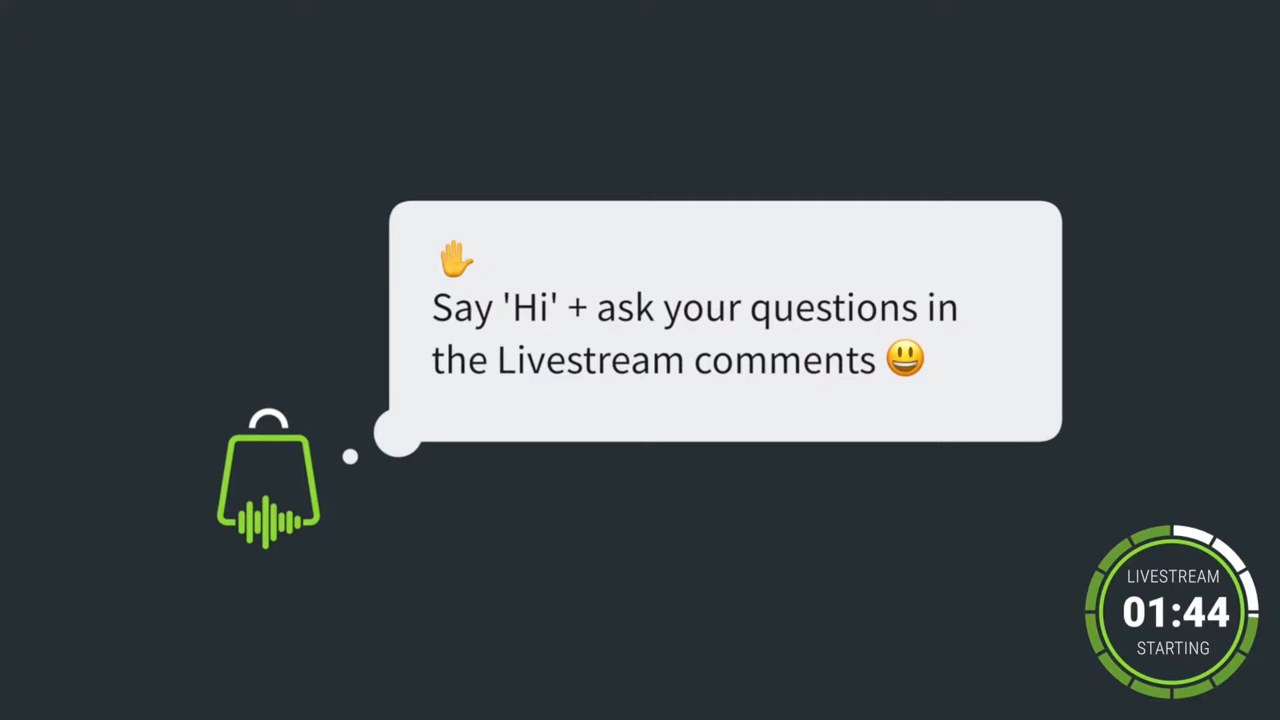 ✋
Say 'Hi' + ask your questions in
the Livestream comments 😃
LIVESTREAM
01:44
STARTING